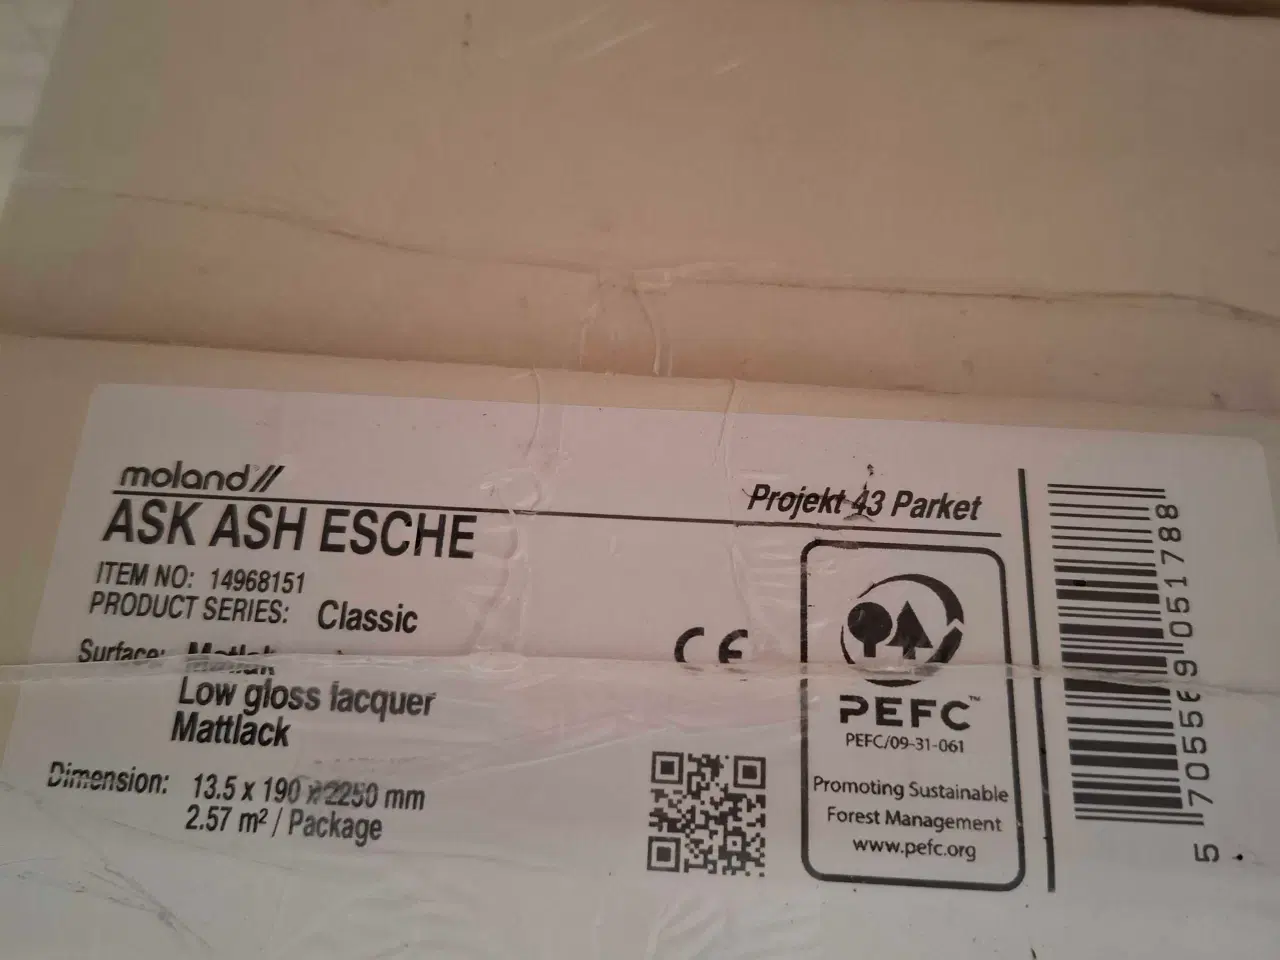 moland//
Projekt 43 Parket
ASK ASH ESCHE
ITEM NO: 14968151
PRODUCT SERIES: Classic
Surface: Matlak
Low gloss lacquer
Mattlack
Dimension: 13.5 x 190 x 2250 mm
2.57 m² / Package
CE
PEFC™
PEFC/09-31-061
Promoting Sustainable
Forest Management
www.pefc.org
5 705569 051788